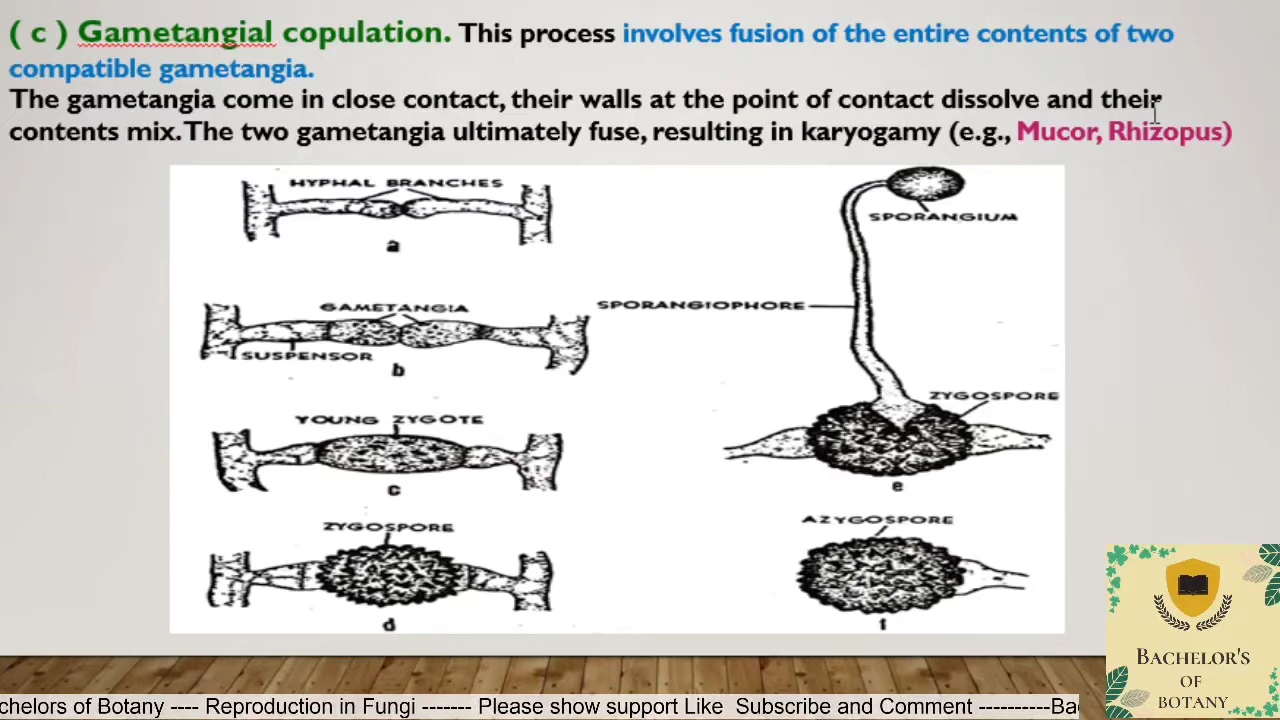 ( c ) Gametangial copulation. This process involves fusion of the entire contents of two
compatible gametangia.
The gametangia come in close contact, their walls at the point of contact dissolve and their
contents mix. The two gametangia ultimately fuse, resulting in karyogamy (e.g., Mucor, Rhizopus)
HYPHAL BRANCHES
a
GAMETANGIA
SUSPENSOR
b
YOUNG ZYGOTE
c
ZYGOSPORE
d
SPORANGIUM
SPORANGIOPHORE
ZYGOSPORE
e
AZYGOSPORE
f
BACHELOR'S
OF
BOTANY
chelors of Botany ---- Reproduction in Fungi ------- Please show support Like Subscribe and Comment ----------Ba